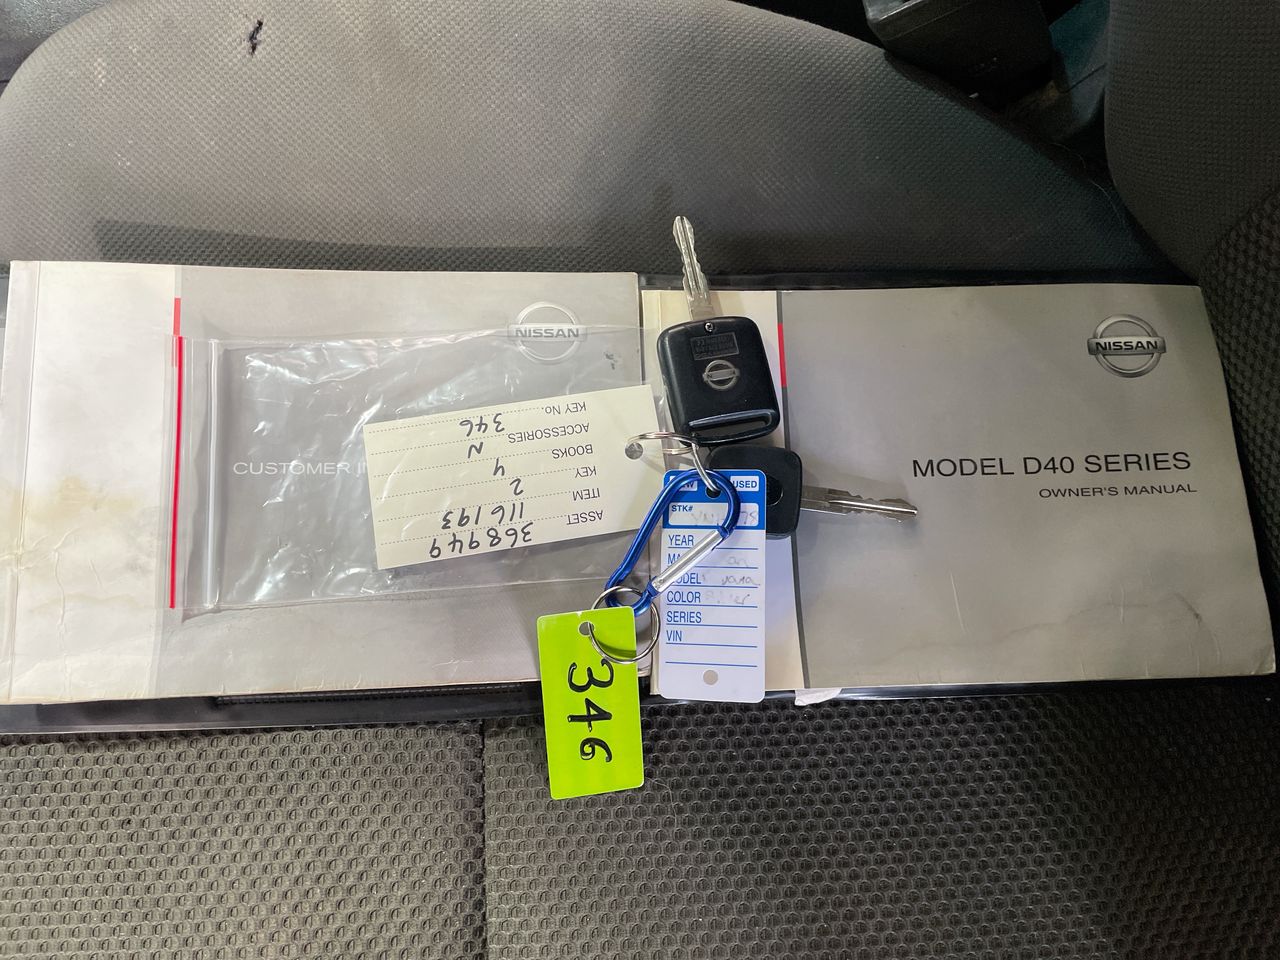 NISSAN
CUSTOMER
ASSET 368949
ITEM 116193
KEY 2
BOOKS 4
ACCESSORIES N
KEY No. 346
NISSAN
USED
STK#
YEAR
MODEL
COLOR
SERIES
VIN
346
NISSAN
MODEL D40 SERIES
OWNER'S MANUAL